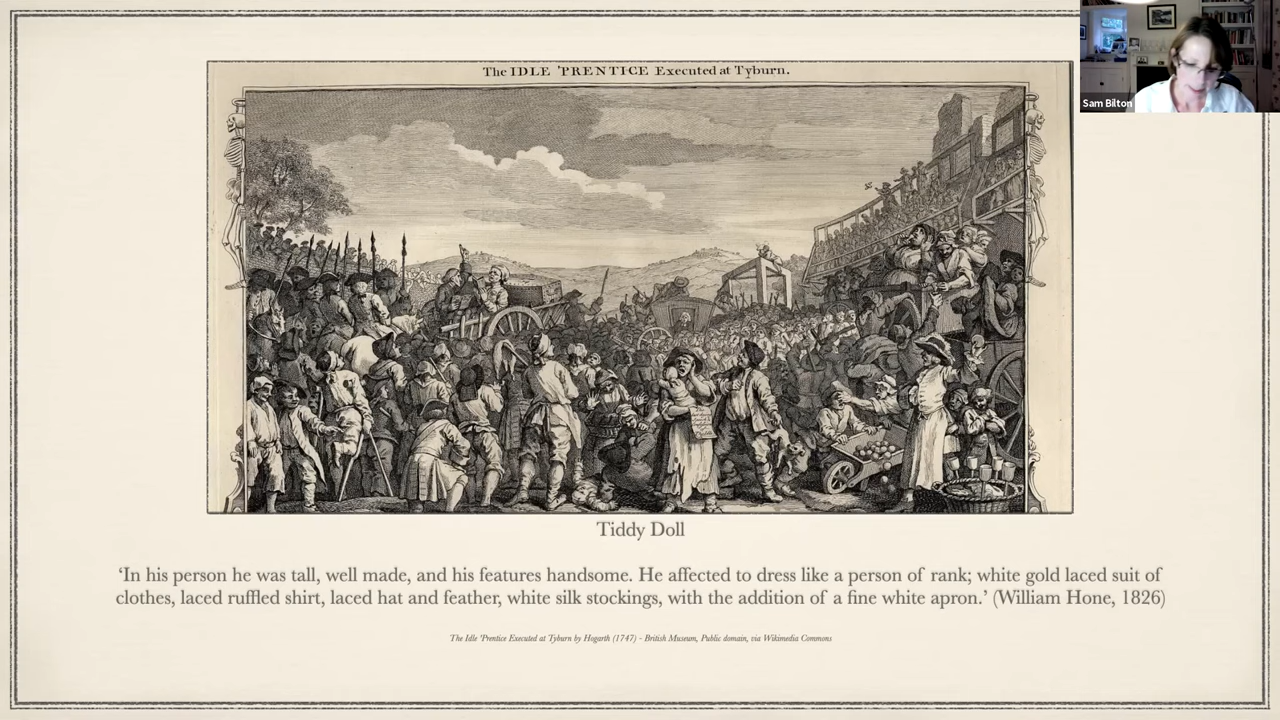 The IDLE 'PRENTICE Executed at Tyburn.
Sam Bilton
Tiddy Doll
‘In his person he was tall, well made, and his features handsome. He affected to dress like a person of rank; white gold laced suit of
clothes, laced ruffled shirt, laced hat and feather, white silk stockings, with the addition of a fine white apron.’ (William Hone, 1826)
The Idle 'Prentice Executed at Tyburn by Hogarth (1747) - British Museum, Public domain, via Wikimedia Commons